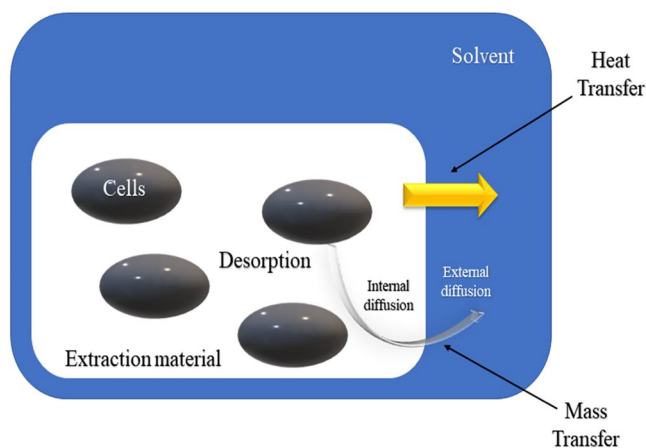 Solvent
Heat
Transfer
Cells
Desorption
Internal
diffusion
External
diffusion
Extraction material
Mass
Transfer